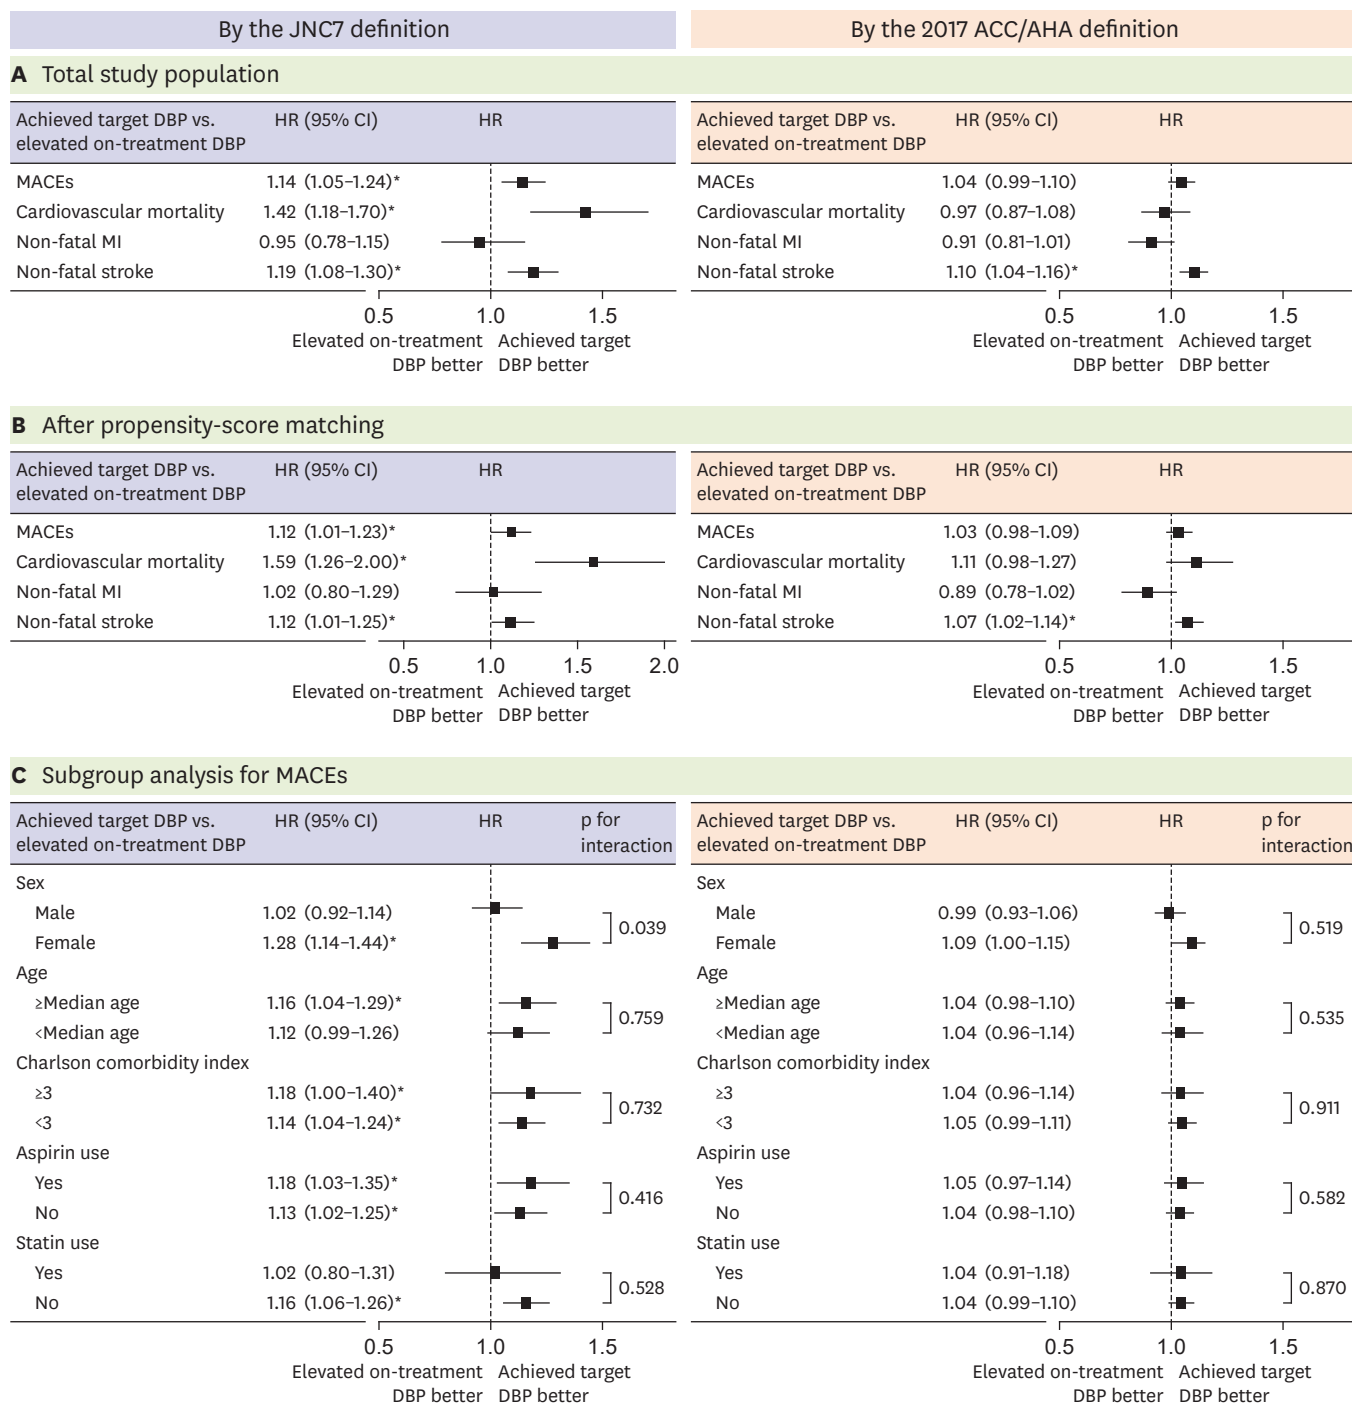 By the JNC7 definition
By the 2017 ACC/AHA definition
A Total study population
Achieved target DBP vs. HR (95% CI) HR
elevated on-treatment DBP
MACEs 1.14 (1.05–1.24)*
Cardiovascular mortality 1.42 (1.18–1.70)*
Non-fatal MI 0.95 (0.78–1.15)
Non-fatal stroke 1.19 (1.08–1.30)*
0.5 1.0 1.5
Elevated on-treatment Achieved target
DBP better DBP better
Achieved target DBP vs. HR (95% CI) HR
elevated on-treatment DBP
MACEs 1.04 (0.99–1.10)
Cardiovascular mortality 0.97 (0.87–1.08)
Non-fatal MI 0.91 (0.81–1.01)
Non-fatal stroke 1.10 (1.04–1.16)*
0.5 1.0 1.5
Elevated on-treatment Achieved target
DBP better DBP better
B After propensity-score matching
Achieved target DBP vs. HR (95% CI) HR
elevated on-treatment DBP
MACEs 1.12 (1.01–1.23)*
Cardiovascular mortality 1.59 (1.26–2.00)*
Non-fatal MI 1.02 (0.80–1.29)
Non-fatal stroke 1.12 (1.01–1.25)*
0.5 1.0 1.5 2.0
Elevated on-treatment Achieved target
DBP better DBP better
Achieved target DBP vs. HR (95% CI) HR
elevated on-treatment DBP
MACEs 1.03 (0.98–1.09)
Cardiovascular mortality 1.11 (0.98–1.27)
Non-fatal MI 0.89 (0.78–1.02)
Non-fatal stroke 1.07 (1.02–1.14)*
0.5 1.0 1.5
Elevated on-treatment Achieved target
DBP better DBP better
C Subgroup analysis for MACEs
Achieved target DBP vs. HR (95% CI) HR p for
elevated on-treatment DBP interaction
Sex
Male 1.02 (0.92–1.14)
0.039
Female 1.28 (1.14–1.44)*
Age
≥Median age 1.16 (1.04–1.29)*
0.759
<Median age 1.12 (0.99–1.26)
Charlson comorbidity index
≥3 1.18 (1.00–1.40)*
0.732
<3 1.14 (1.04–1.24)*
Aspirin use
Yes 1.18 (1.03–1.35)*
0.416
No 1.13 (1.02–1.25)*
Statin use
Yes 1.02 (0.80–1.31)
0.528
No 1.16 (1.06–1.26)*
0.5 1.0 1.5
Elevated on-treatment Achieved target
DBP better DBP better
Achieved target DBP vs. HR (95% CI) HR p for
elevated on-treatment DBP interaction
Sex
Male 0.99 (0.93–1.06)
0.519
Female 1.09 (1.00–1.15)
Age
≥Median age 1.04 (0.98–1.10)
0.535
<Median age 1.04 (0.96–1.14)
Charlson comorbidity index
≥3 1.04 (0.96–1.14)
0.911
<3 1.05 (0.99–1.11)
Aspirin use
Yes 1.05 (0.97–1.14)
0.582
No 1.04 (0.98–1.10)
Statin use
Yes 1.04 (0.91–1.18)
0.870
No 1.04 (0.99–1.10)
0.5 1.0 1.5
Elevated on-treatment Achieved target
DBP better DBP better